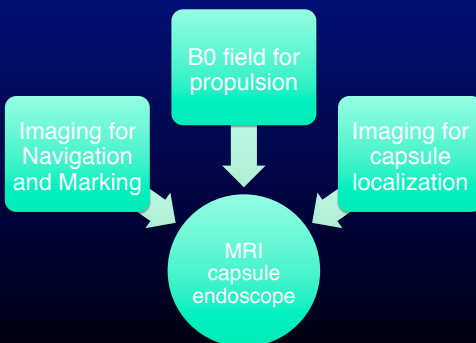 B0 field for
propulsion
Imaging for
Navigation
and Marking
Imaging for
capsule
localization
MRI
capsule
endoscope